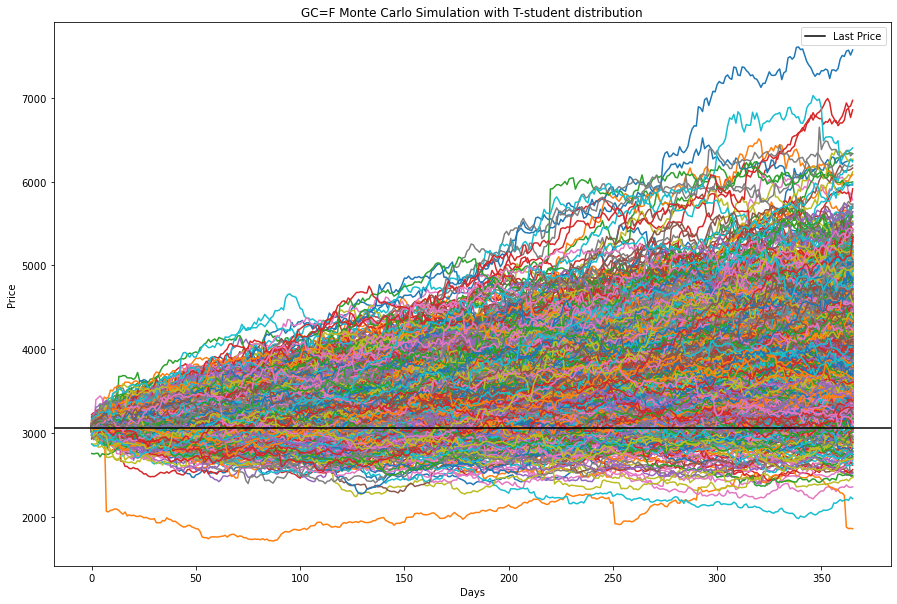 GC=F Monte Carlo Simulation with T-student distribution
Last Price
7000
6000
5000
4000
3000
2000
Price
0 50 100 150 200 250 300 350
Days